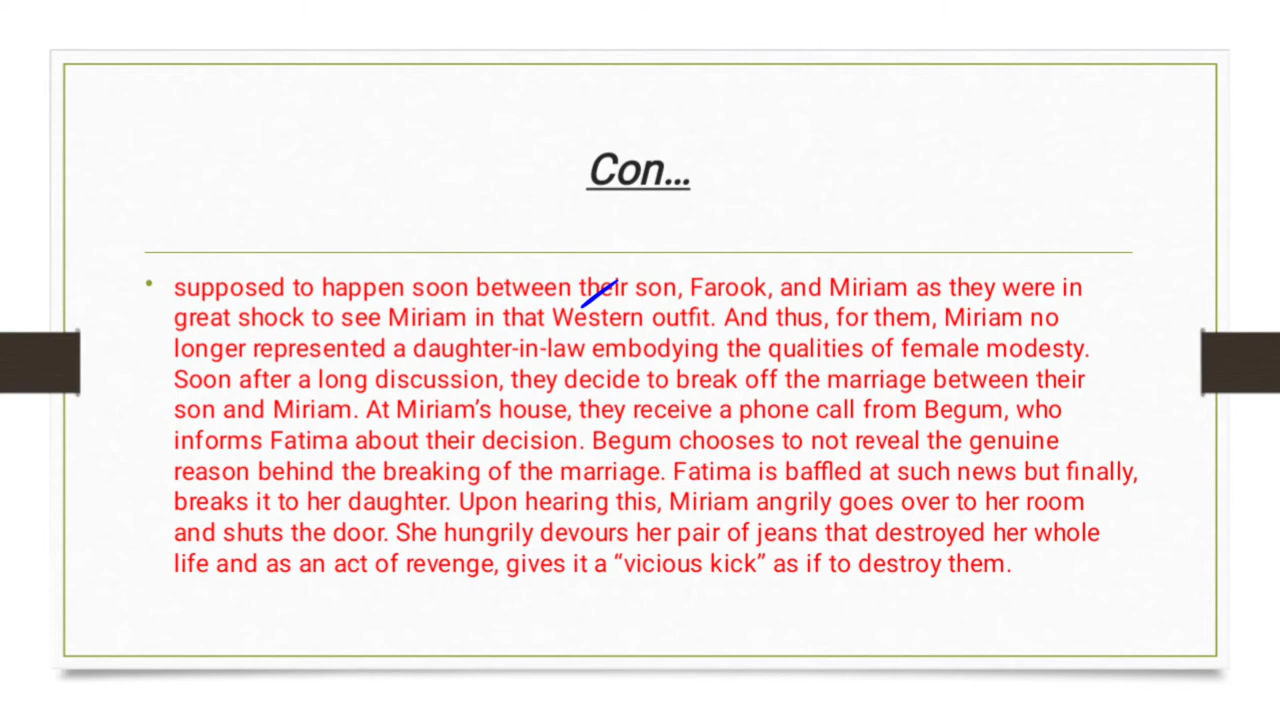 Con...
• supposed to happen soon between their son, Farook, and Miriam as they were in
great shock to see Miriam in that Western outfit. And thus, for them, Miriam no
longer represented a daughter-in-law embodying the qualities of female modesty.
Soon after a long discussion, they decide to break off the marriage between their
son and Miriam. At Miriam’s house, they receive a phone call from Begum, who
informs Fatima about their decision. Begum chooses to not reveal the genuine
reason behind the breaking of the marriage. Fatima is baffled at such news but finally,
breaks it to her daughter. Upon hearing this, Miriam angrily goes over to her room
and shuts the door. She hungrily devours her pair of jeans that destroyed her whole
life and as an act of revenge, gives it a “vicious kick” as if to destroy them.